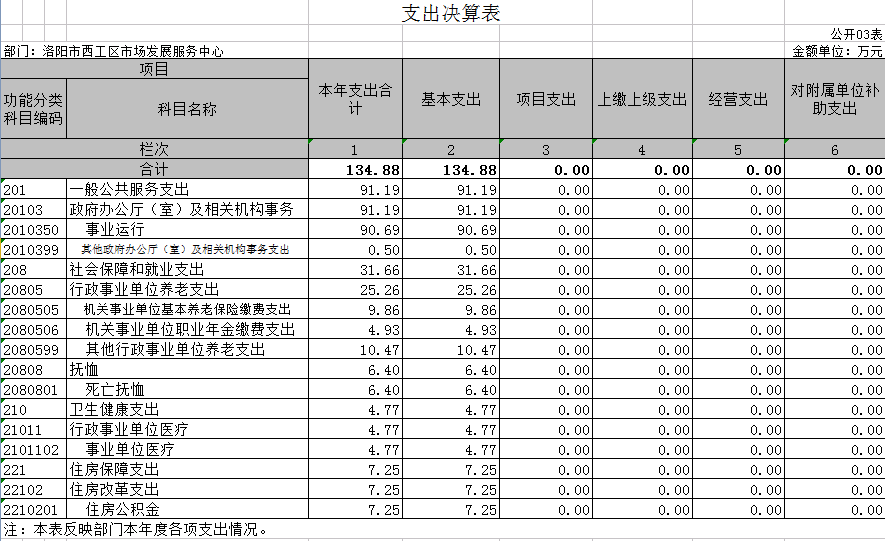 支出决算表
公开03表
部门：洛阳市西工区市场发展服务中心 金额单位：万元
项目 本年支出合计 基本支出 项目支出 上缴上级支出 经营支出 对附属单位补助支出
功能分类科目编码 科目名称
栏次 1 2 3 4 5 6
合计 134.88 134.88 0.00 0.00 0.00 0.00
201 一般公共服务支出 91.19 91.19 0.00 0.00 0.00 0.00
20103 政府办公厅（室）及相关机构事务 91.19 91.19 0.00 0.00 0.00 0.00
2010350 事业运行 90.69 90.69 0.00 0.00 0.00 0.00
2010399 其他政府办公厅（室）及相关机构事务支出 0.50 0.50 0.00 0.00 0.00 0.00
208 社会保障和就业支出 31.66 31.66 0.00 0.00 0.00 0.00
20805 行政事业单位养老支出 25.26 25.26 0.00 0.00 0.00 0.00
2080505 机关事业单位基本养老保险缴费支出 9.86 9.86 0.00 0.00 0.00 0.00
2080506 机关事业单位职业年金缴费支出 4.93 4.93 0.00 0.00 0.00 0.00
2080599 其他行政事业单位养老支出 10.47 10.47 0.00 0.00 0.00 0.00
20808 抚恤 6.40 6.40 0.00 0.00 0.00 0.00
2080801 死亡抚恤 6.40 6.40 0.00 0.00 0.00 0.00
210 卫生健康支出 4.77 4.77 0.00 0.00 0.00 0.00
21011 行政事业单位医疗 4.77 4.77 0.00 0.00 0.00 0.00
2101102 事业单位医疗 4.77 4.77 0.00 0.00 0.00 0.00
221 住房保障支出 7.25 7.25 0.00 0.00 0.00 0.00
22102 住房改革支出 7.25 7.25 0.00 0.00 0.00 0.00
2210201 住房公积金 7.25 7.25 0.00 0.00 0.00 0.00
注：本表反映部门本年度各项支出情况。